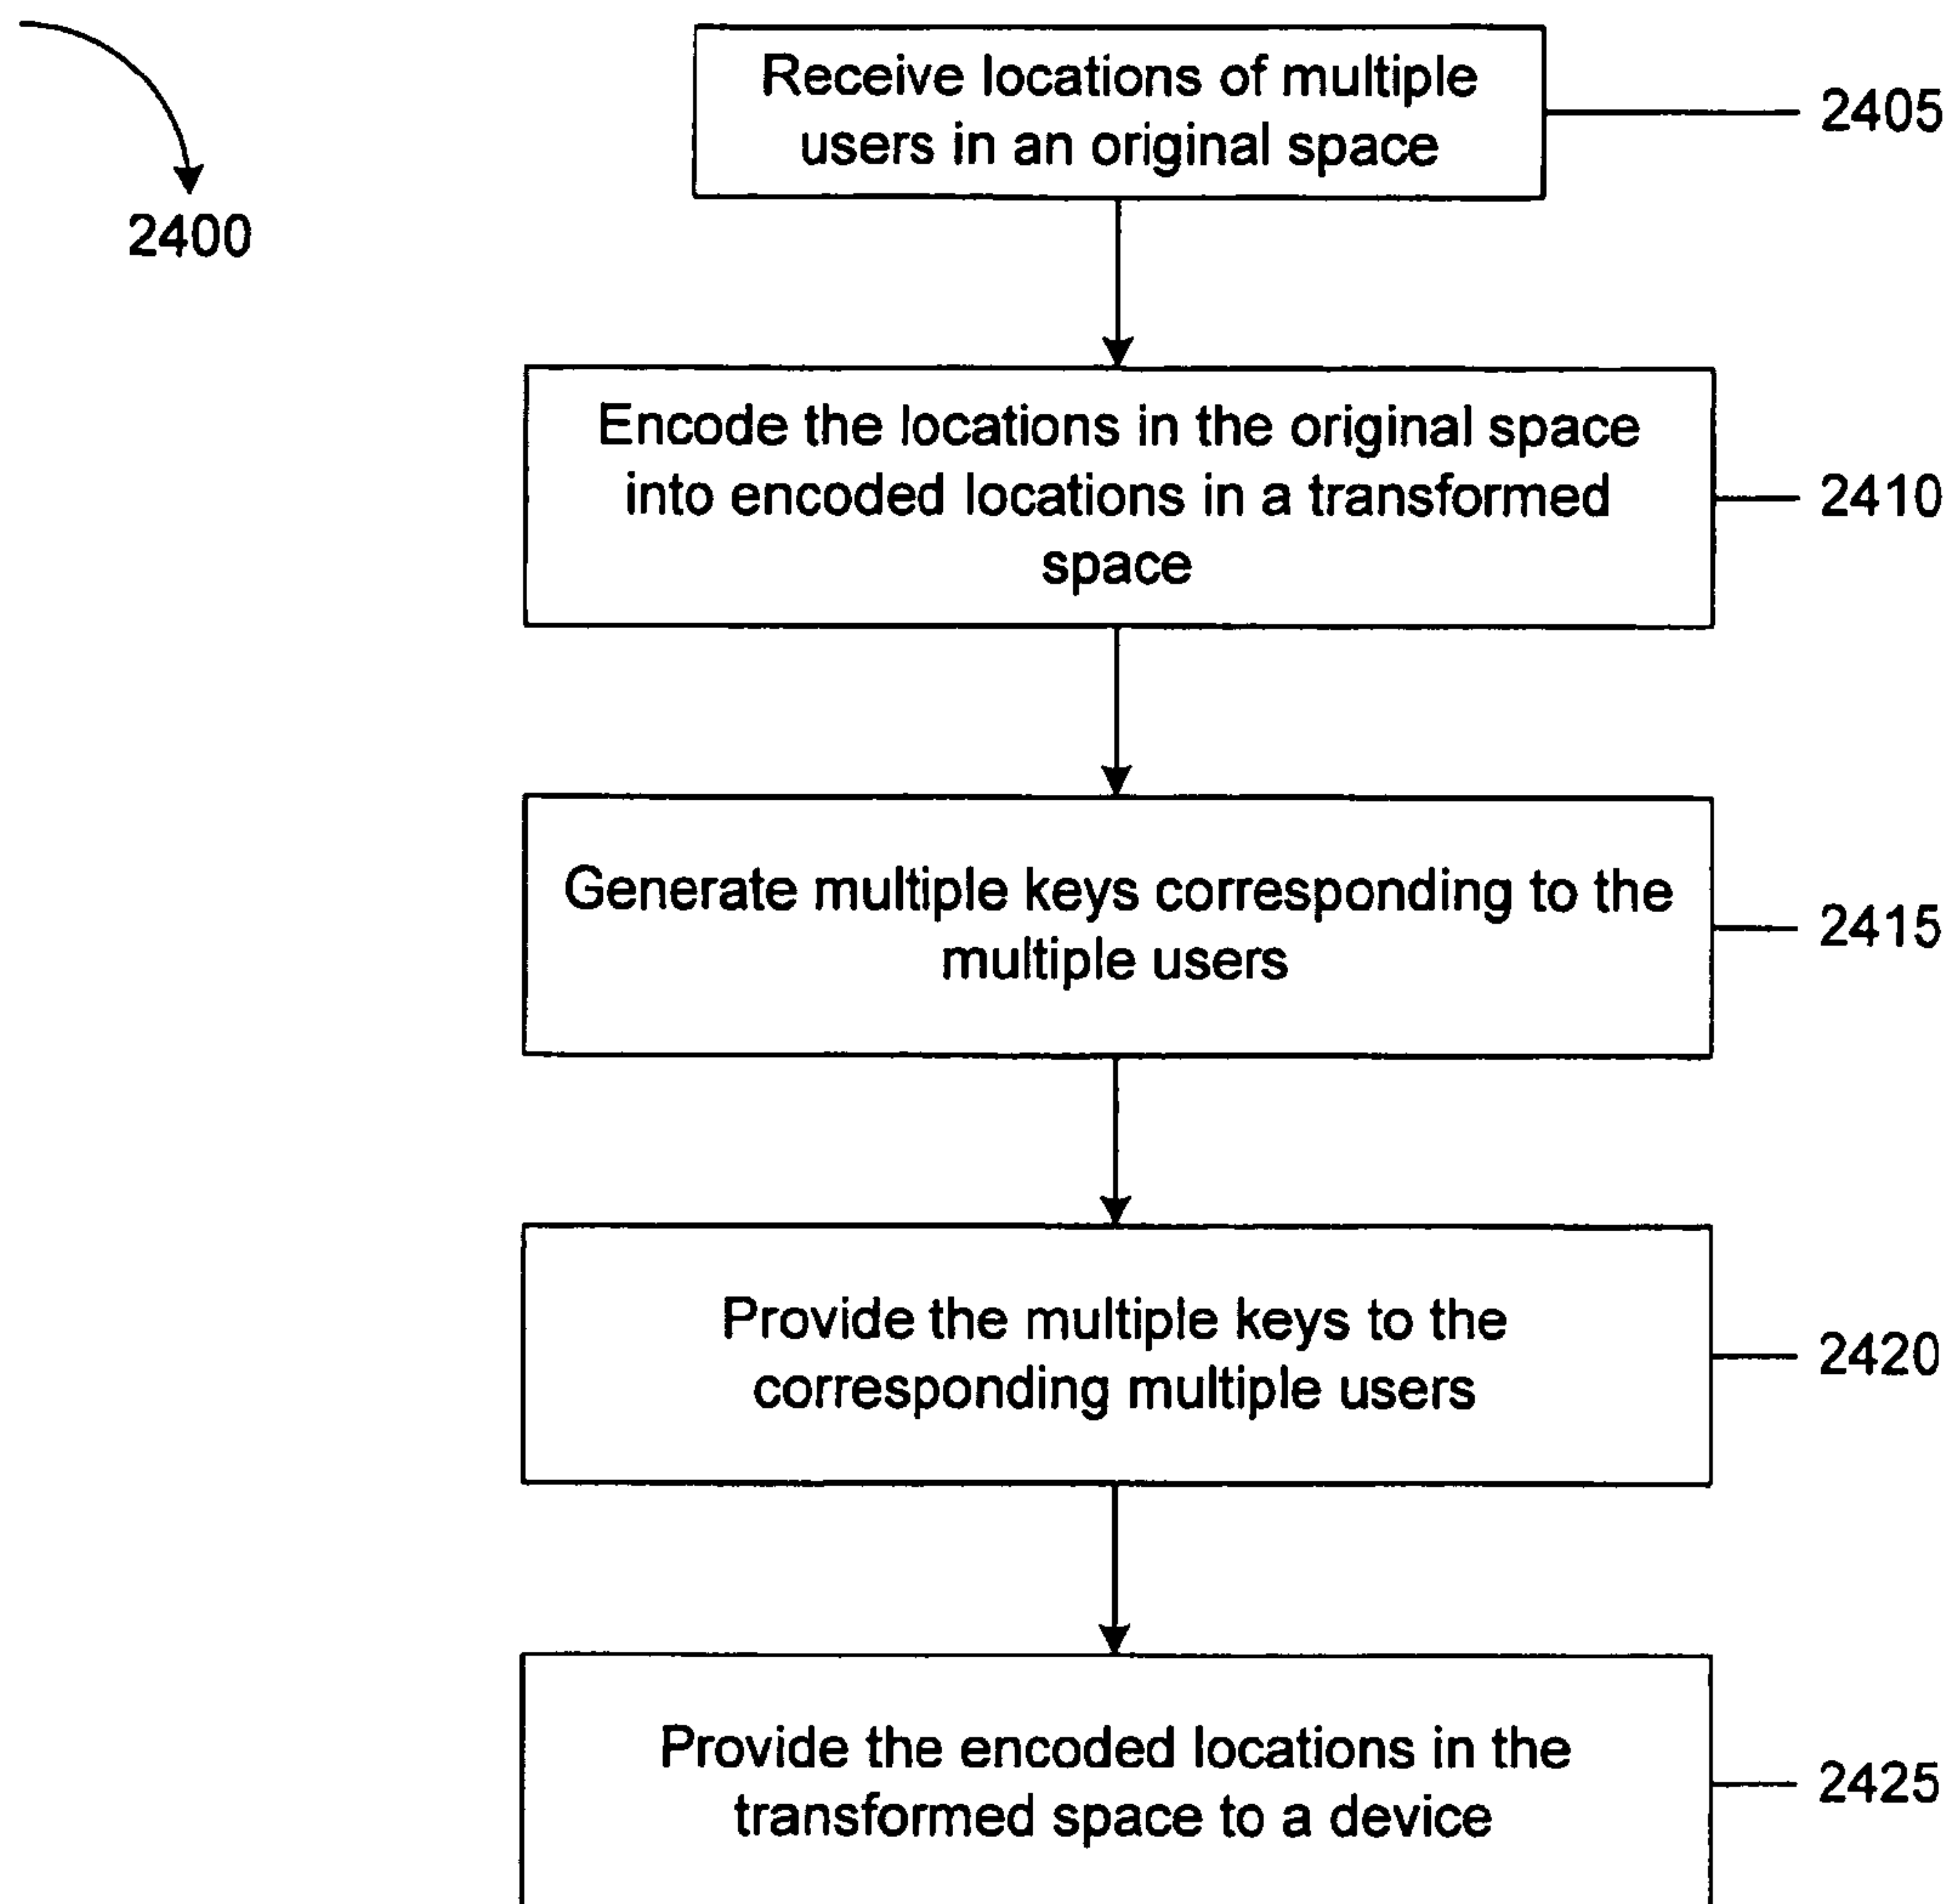 Receive locations of multiple
users in an original space
2405
2400
Encode the locations in the original space
into encoded locations in a transformed
space
2410
Generate multiple keys corresponding to the
multiple users
2415
Provide the multiple keys to the
corresponding multiple users
2420
Provide the encoded locations in the
transformed space to a device
2425